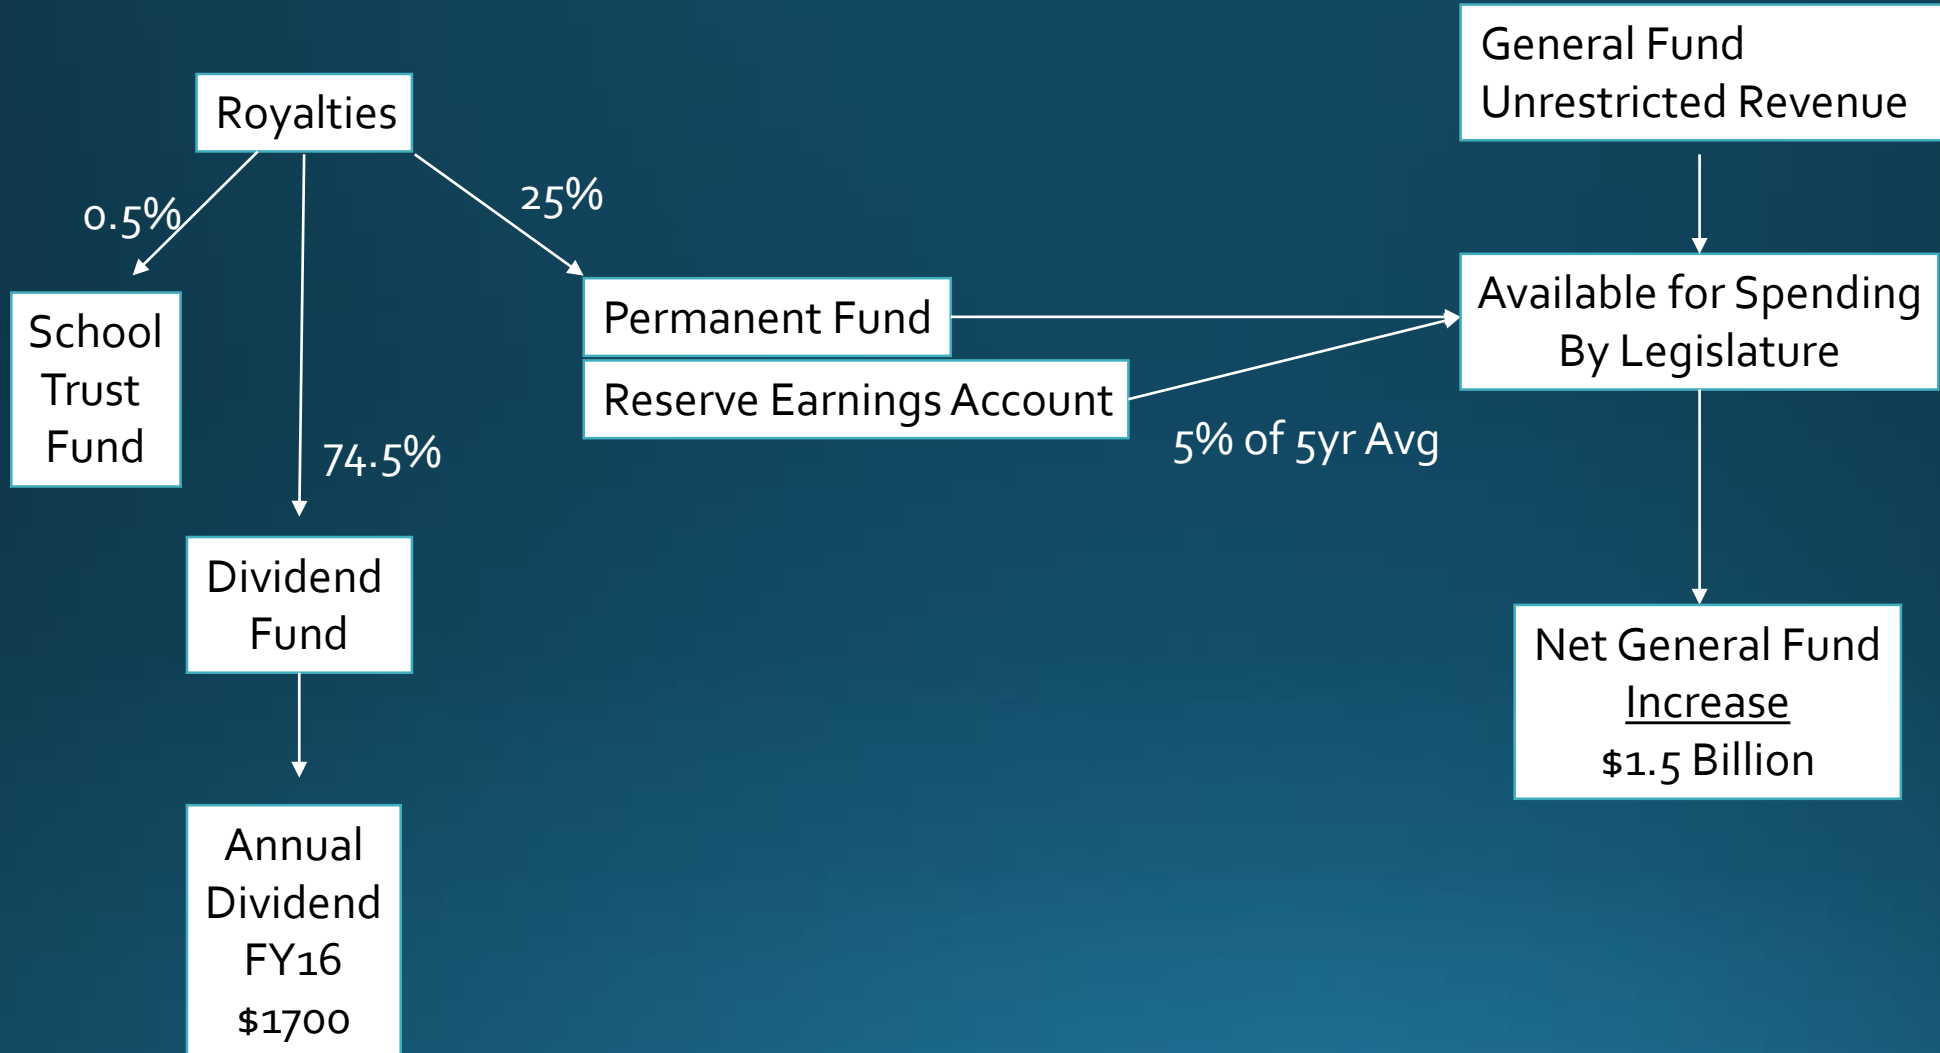 Royalties
0.5%
25%
School
Trust
Fund
74.5%
Dividend
Fund
Annual
Dividend
FY16
$1700
Permanent Fund
Reserve Earnings Account
5% of 5yr Avg
General Fund
Unrestricted Revenue
Available for Spending
By Legislature
Net General Fund
Increase
$1.5 Billion